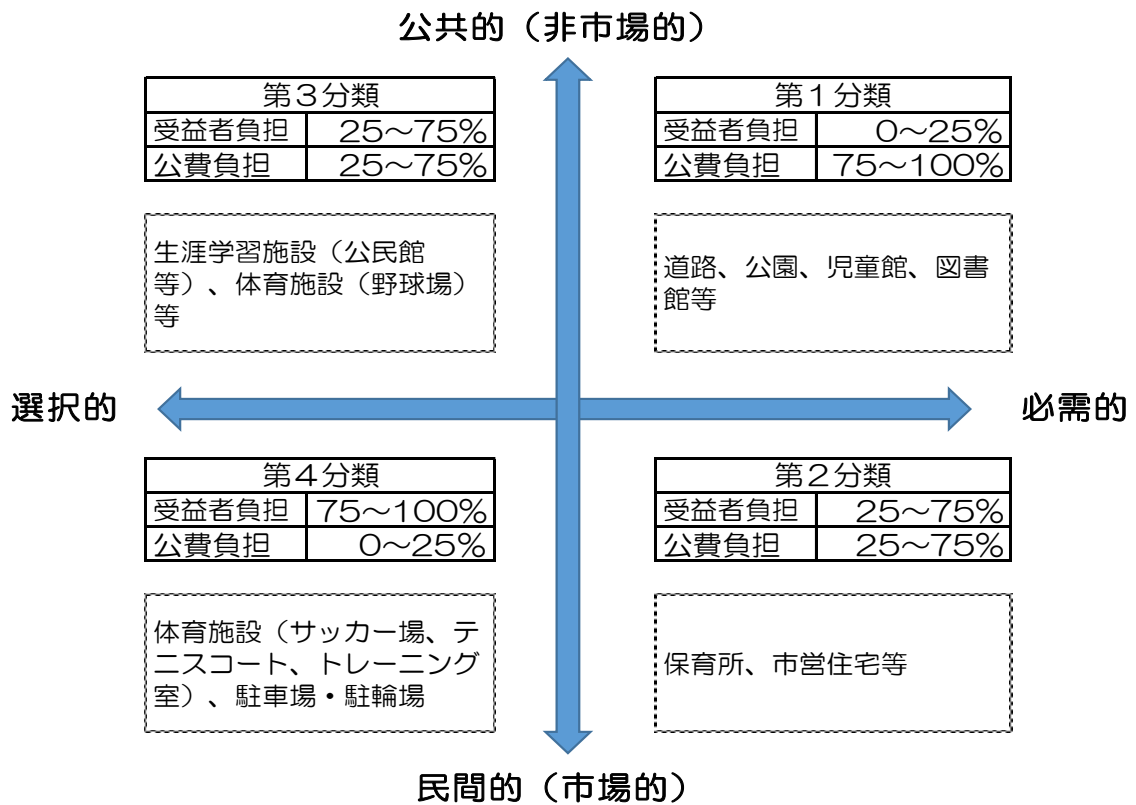 公共的（非市場的）
第３分類
受益者負担 25～75%
公費負担 25～75%
第１分類
受益者負担 0～25%
公費負担 75～100%
生涯学習施設（公民館
等）、体育施設（野球場）
等
道路、公園、児童館、図書
館等
選択的
必需的
第４分類
受益者負担 75～100%
公費負担 0～25%
第２分類
受益者負担 25～75%
公費負担 25～75%
体育施設（サッカー場、テ
ニスコート、トレーニング
室）、駐車場・駐輪場
保育所、市営住宅等
民間的（市場的）